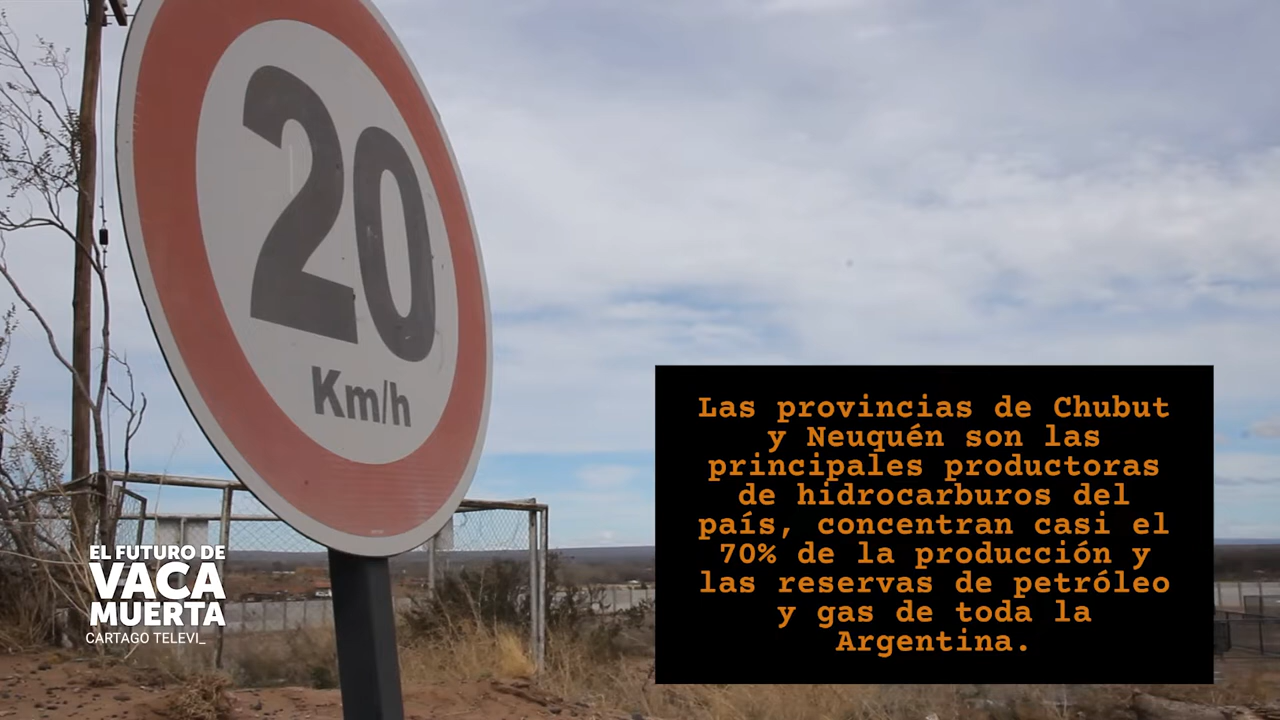 20
Km/h
Las provincias de Chubut
y Neuquén son las
principales productoras
de hidrocarburos del
país, concentran casi el
70% de la producción y
las reservas de petróleo
y gas de toda la
Argentina.
EL FUTURO DE
VACA
MUERTA
CARTAGO TELEVI_